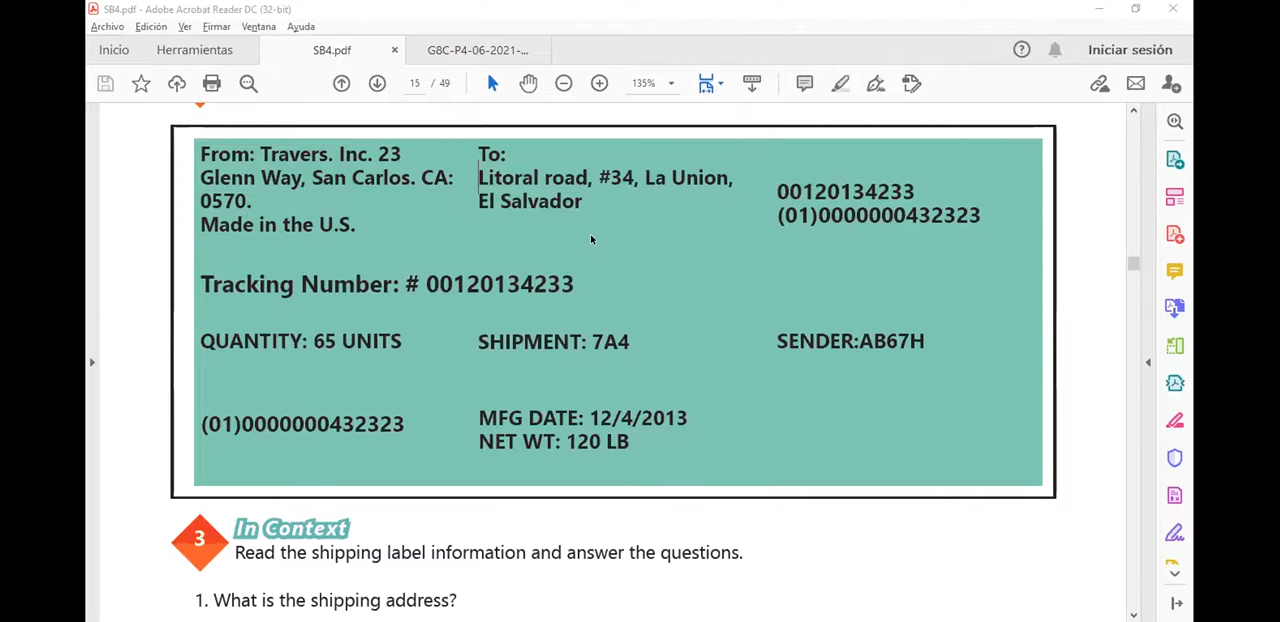 SB4.pdf - Adobe Acrobat Reader DC (32-bit)
Archivo Edición Ver Firmar Ventana Ayuda
Inicio Herramientas SB4.pdf × G8C-P4-06-2021-... Iniciar sesión
15 / 49 135%
From: Travers. Inc. 23
Glenn Way, San Carlos. CA:
0570.
Made in the U.S.
To:
Litoral road, #34, La Union,
El Salvador
00120134233
(01)0000000432323
Tracking Number: # 00120134233
QUANTITY: 65 UNITS SHIPMENT: 7A4 SENDER:AB67H
(01)0000000432323
MFG DATE: 12/4/2013
NET WT: 120 LB
3 In Context
Read the shipping label information and answer the questions.
1. What is the shipping address?